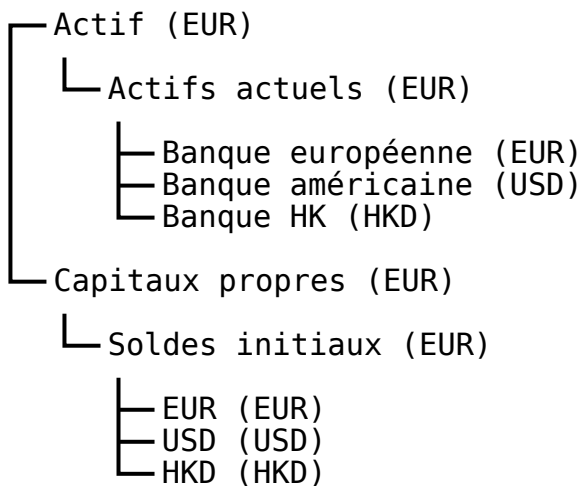 Actif (EUR)
Actifs actuels (EUR)
Banque européenne (EUR)
Banque américaine (USD)
Banque HK (HKD)
Capitaux propres (EUR)
Soldes initiaux (EUR)
EUR (EUR)
USD (USD)
HKD (HKD)